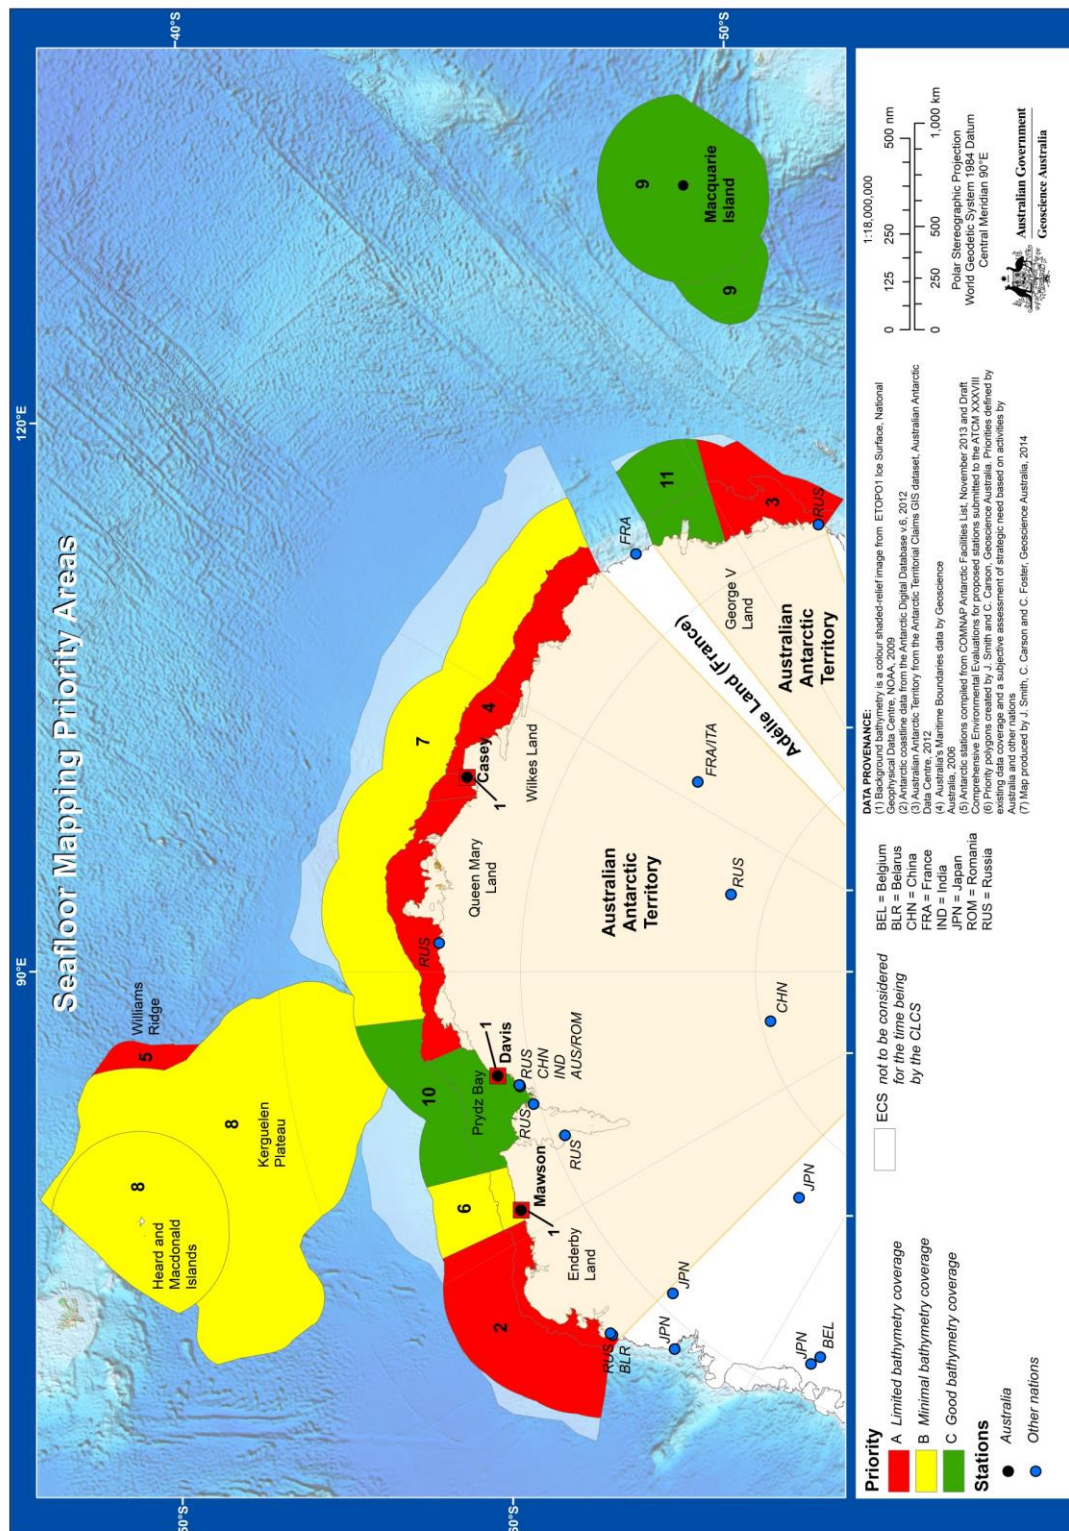 Seafloor Mapping Priority Areas
90°E
120°E
-40°S
-50°S
-50°S
-60°S
8
Heard and
Macdonald
Islands
8
Kerguelen
Plateau
5
Williams
Ridge
7
9
9
Macquarie
Island
2
6
10
4
11
3
Enderby
Land
1
Mawson
Prydz Bay
1
Davis
RUS
CHN
IND
AUS/ROM
RUS
RUS
RUS
Queen Mary
Land
1
Casey
Wilkes Land
FRA
George V
Land
RUS
Adélie Land (France)
Australian
Antarctic
Territory
Australian
Antarctic
Territory
FRA/ITA
RUS
CHN
RUS
BLR
JPN
JPN
JPN
JPN
BEL
Priority
A Limited bathymetry coverage
B Minimal bathymetry coverage
C Good bathymetry coverage
Stations
Australia
Other nations
ECS not to be considered
for the time being
by the CLCS
BEL = Belgium
BLR = Belarus
CHN = China
FRA = France
IND = India
JPN = Japan
ROM = Romania
RUS = Russia
DATA PROVENANCE:
(1) Background bathymetry is a colour shaded-relief image from ETOPO1 Ice Surface, National
Geophysical Data Centre, NOAA, 2009
(2) Antarctic coastline data from the Antarctic Digital Database v.6, 2012
(3) Australian Antarctic Territory from the Antarctic Territorial Claims GIS dataset, Australian Antarctic
Data Centre, 2012
(4) Australia's Maritime Boundaries data by Geoscience
Australia, 2006
(5) Antarctic stations compiled from COMNAP Antarctic Facilities List, November 2013 and Draft
Comprehensive Environmental Evaluations for proposed stations submitted to the ATCM XXXVIII
(6) Priority polygons created by J. Smith and C. Carson, Geoscience Australia. Priorities defined by
existing data coverage and a subjective assessment of strategic need based on activities by
Australia and other nations
(7) Map produced by J. Smith, C. Carson and C. Foster, Geoscience Australia, 2014
1:18,000,000
0 125 250 500 nm
0 250 500 1,000 km
Polar Stereographic Projection
World Geodetic System 1984 Datum
Central Meridian 90°E
Australian Government
Geoscience Australia